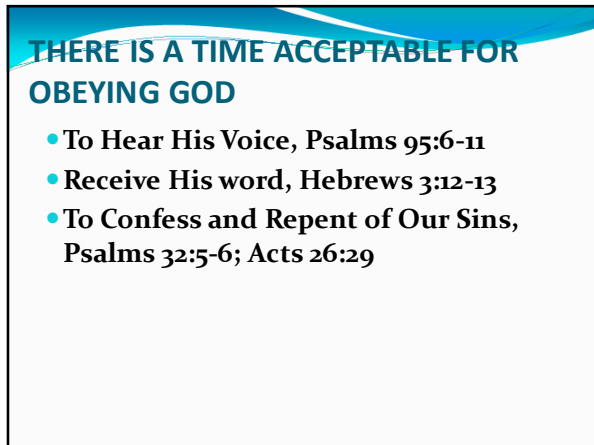 THERE IS A TIME ACCEPTABLE FOR
OBEYING GOD
• To Hear His Voice, Psalms 95:6-11
• Receive His word, Hebrews 3:12-13
• To Confess and Repent of Our Sins,
Psalms 32:5-6; Acts 26:29